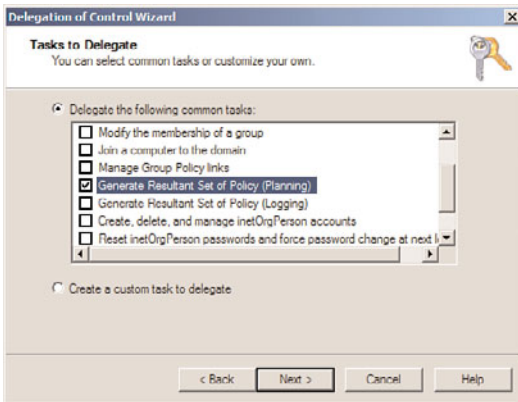 Delegation of Control Wizard
Tasks to Delegate
You can select common tasks or customize your own.
Delegate the following common tasks:
Modify the membership of a group
Join a computer to the domain
Manage Group Policy links
Generate Resultant Set of Policy (Planning)
Generate Resultant Set of Policy (Logging)
Create, delete, and manage inetOrgPerson accounts
Reset inetOrgPerson passwords and force password change at next
Create a custom task to delegate
< Back Next > Cancel Help